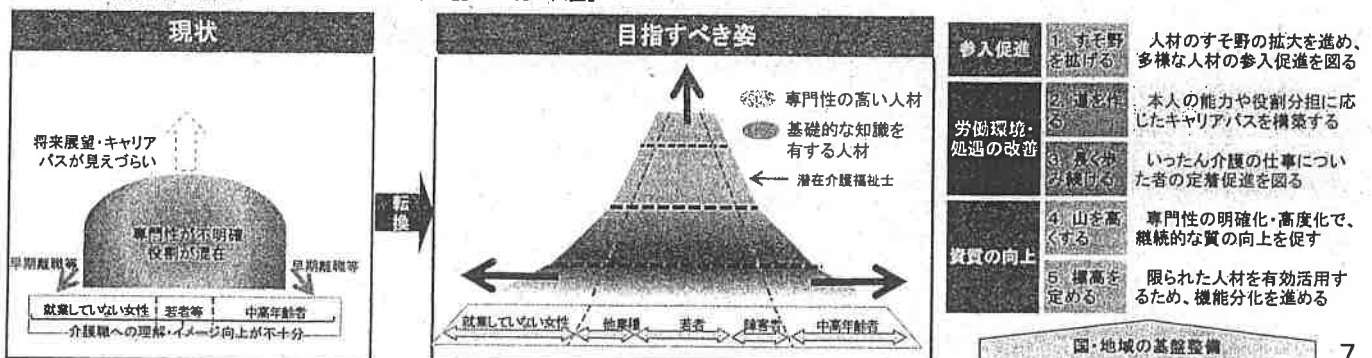 現状
将来展望・キャリア
パスが見えづらい
専門性が不明確
役割が混在
早期離職等
早期離職等
就業していない女性
若者等
中高年齢者
介護職への理解・イメージ向上が不十分
転換
目指すべき姿
専門性の高い人材
基礎的な知識を
有する人材
潜在介護福祉士
就業していない女性
他業種
若者
障害者
中高年齢者
参入促進
1. すそ野
を拡げる
人材のすそ野の拡大を進め、
多様な人材の参入促進を図る
労働環境・
処遇の改善
2. 道を作
る
本人の能力や役割分担に応
じたキャリアパスを構築する
3. 長く歩
み続ける
いったん介護の仕事につい
た者の定着促進を図る
資質の向上
4. 山を高
くする
専門性の明確化・高度化で、
継続的な質の向上を促す
5. 標高を
定める
限られた人材を有効活用す
るため、機能分化を進める
国・地域の基盤整備
7